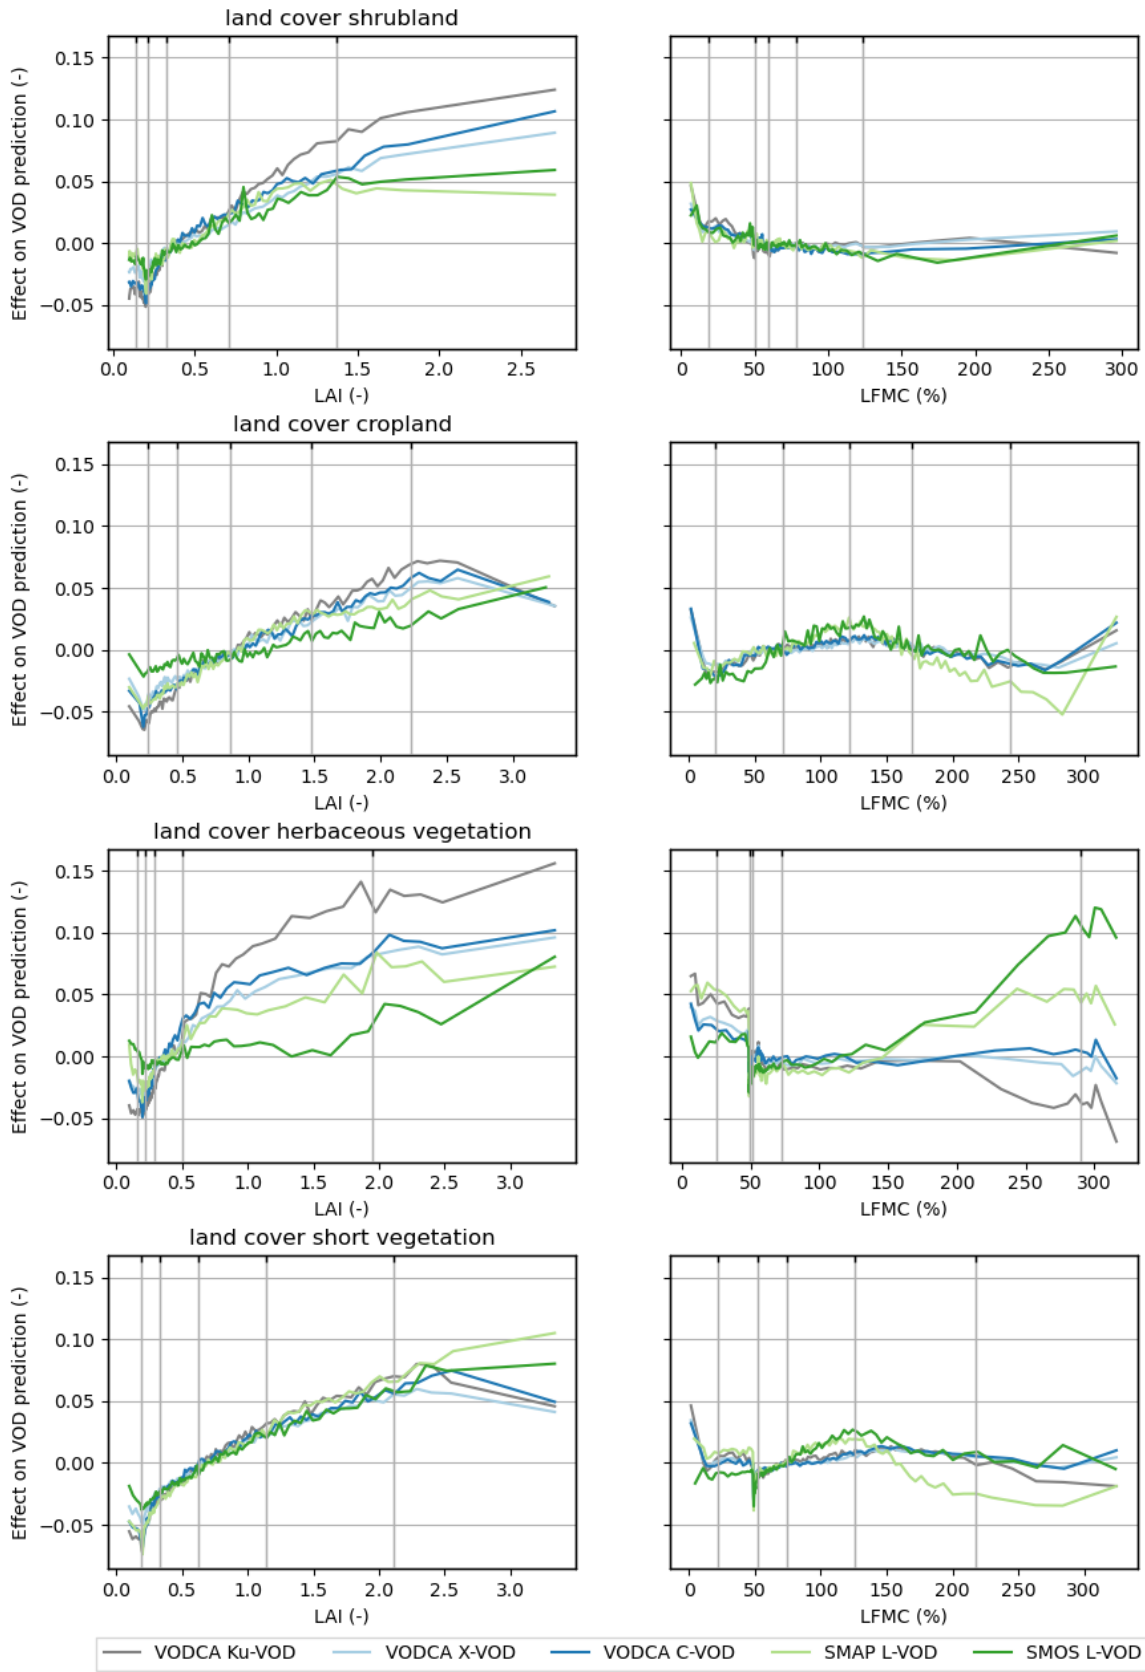 land cover shrubland
Effect on VOD prediction (-)
0.15
0.10
0.05
0.00
−0.05
0.0 0.5 1.0 1.5 2.0 2.5
LAI (-)
0 50 100 150 200 250 300
LFMC (%)
land cover cropland
Effect on VOD prediction (-)
0.15
0.10
0.05
0.00
−0.05
0.0 0.5 1.0 1.5 2.0 2.5 3.0
LAI (-)
0 50 100 150 200 250 300
LFMC (%)
land cover herbaceous vegetation
Effect on VOD prediction (-)
0.15
0.10
0.05
0.00
−0.05
0.0 0.5 1.0 1.5 2.0 2.5 3.0
LAI (-)
0 50 100 150 200 250 300
LFMC (%)
land cover short vegetation
Effect on VOD prediction (-)
0.15
0.10
0.05
0.00
−0.05
0.0 0.5 1.0 1.5 2.0 2.5 3.0
LAI (-)
0 50 100 150 200 250 300
LFMC (%)
VODCA Ku-VOD VODCA X-VOD VODCA C-VOD SMAP L-VOD SMOS L-VOD